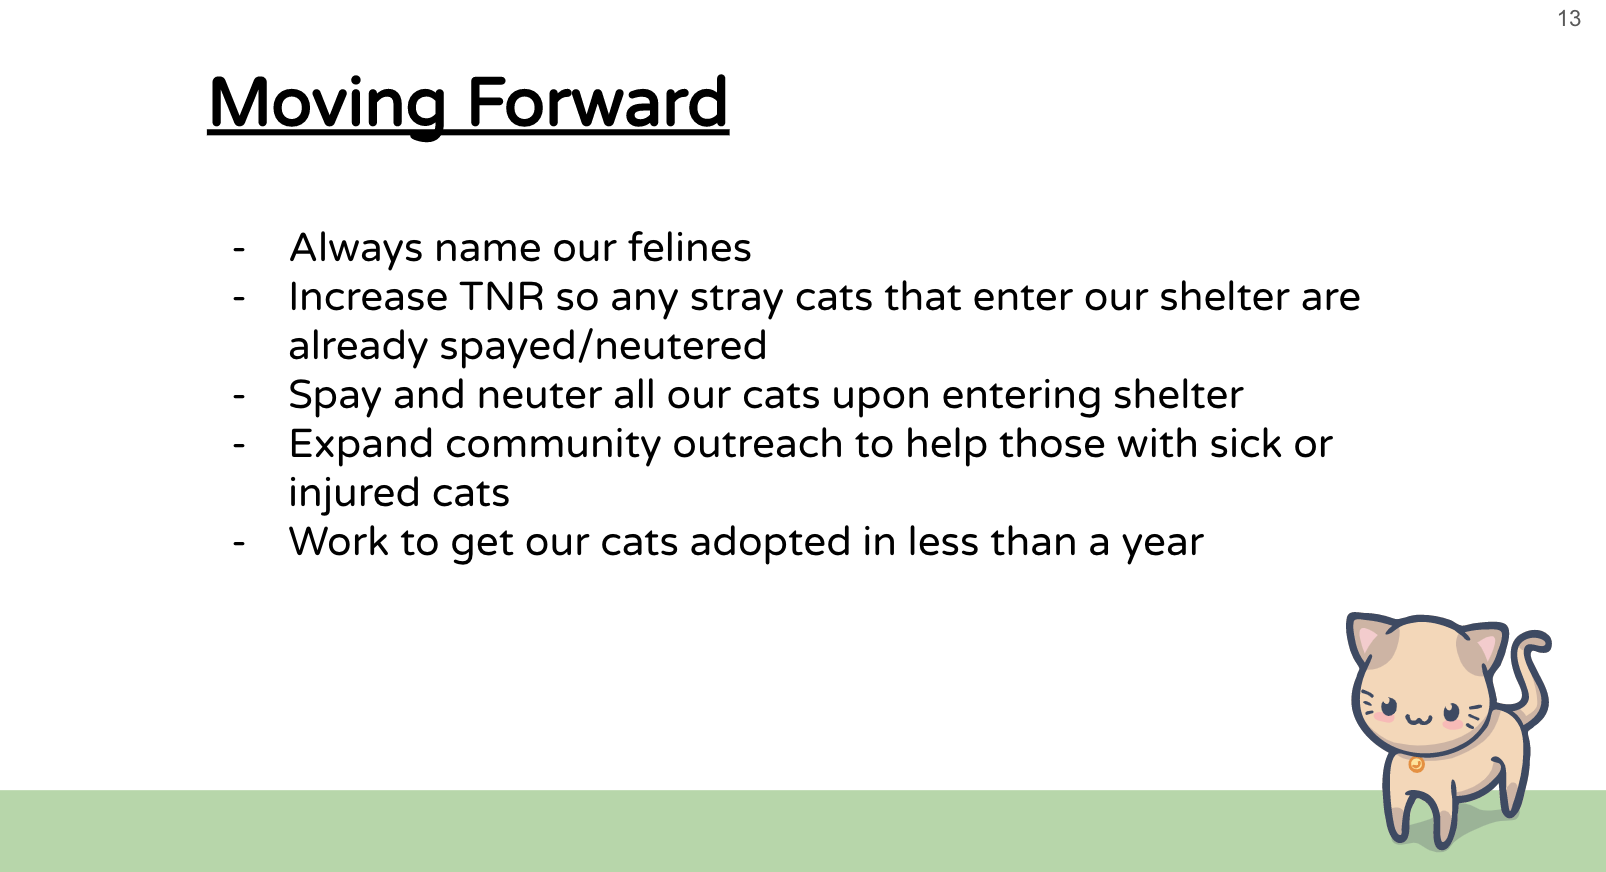 13
Moving Forward
- Always name our felines
- Increase TNR so any stray cats that enter our shelter are
already spayed/neutered
- Spay and neuter all our cats upon entering shelter
- Expand community outreach to help those with sick or
injured cats
- Work to get our cats adopted in less than a year